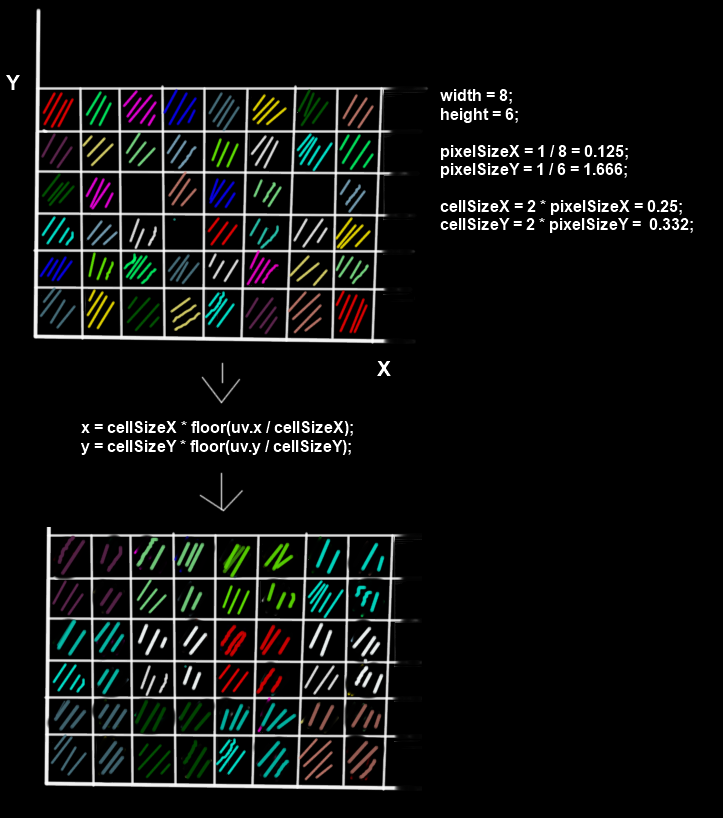 Y
width = 8;
height = 6;
pixelSizeX = 1 / 8 = 0.125;
pixelSizeY = 1 / 6 = 1.666;
cellSizeX = 2 * pixelSizeX = 0.25;
cellSizeY = 2 * pixelSizeY = 0.332;
X
x = cellSizeX * floor(uv.x / cellSizeX);
y = cellSizeY * floor(uv.y / cellSizeY);